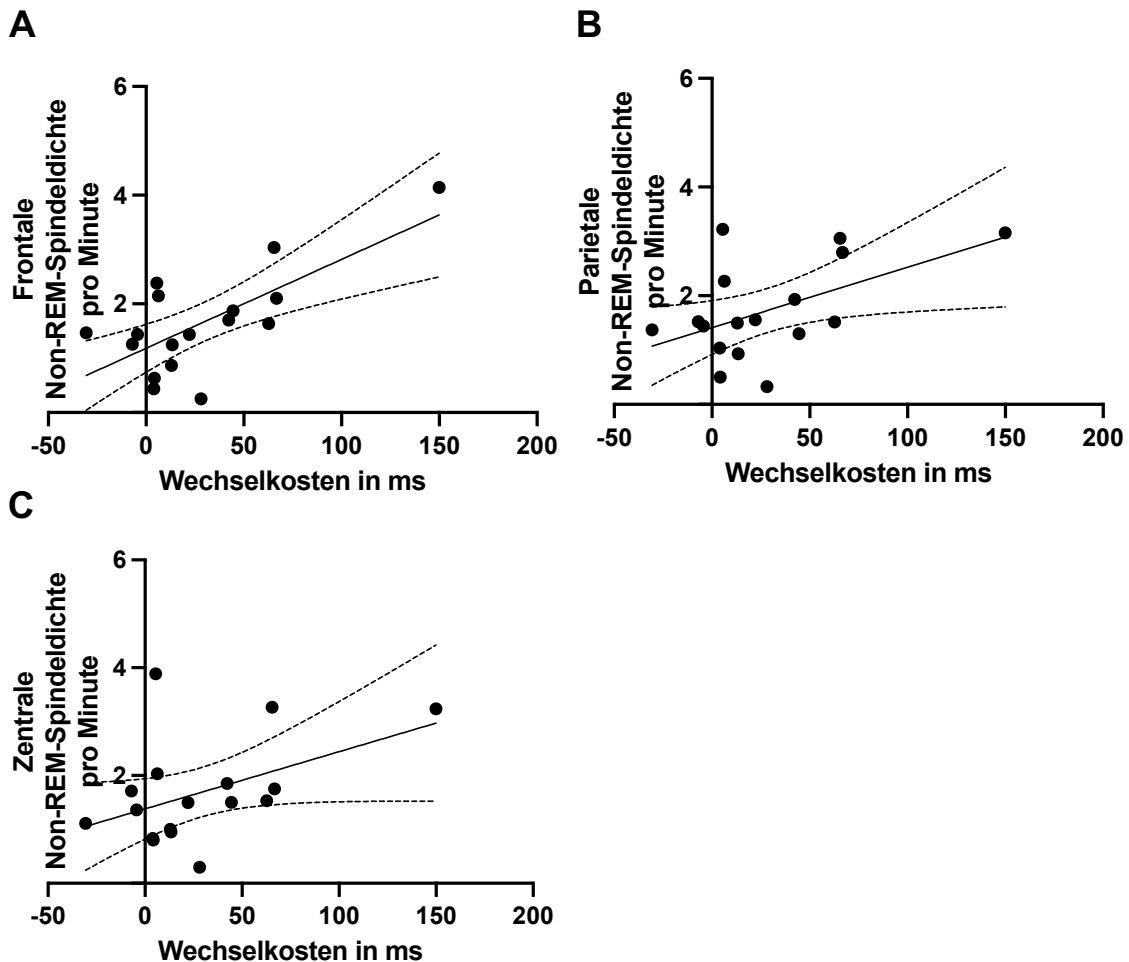 A
Frontale
Non-REM-Spindeldichte
pro Minute
6
4
2
-50 0 50 100 150 200
Wechselkosten in ms
B
Parietale
Non-REM-Spindeldichte
pro Minute
6
4
2
-50 0 50 100 150 200
Wechselkosten in ms
C
Zentrale
Non-REM-Spindeldichte
pro Minute
6
4
2
-50 0 50 100 150 200
Wechselkosten in ms